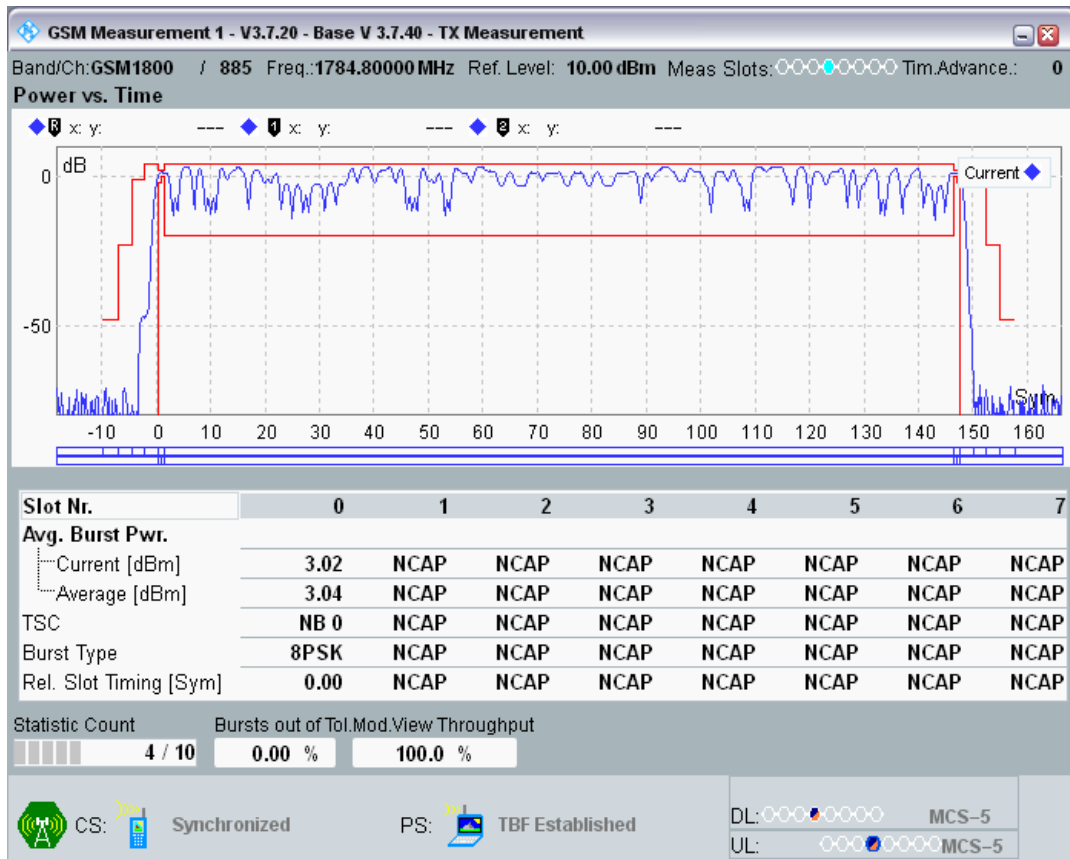 GSM Measurement 1 - V3.7.20 - Base V 3.7.40 - TX Measurement
Band/Ch:GSM1800 / 885 Freq.:1784.80000 MHz Ref. Level: 10.00 dBm Meas Slots: Tim.Advance.: 0
Power vs. Time
R x: y: --- 1 x: y: --- 2 x: y: ---
dB
0
Current
-50
Sym
-10 0 10 20 30 40 50 60 70 80 90 100 110 120 130 140 150 160
Slot Nr. 0 1 2 3 4 5 6 7
Avg. Burst Pwr.
Current [dBm] 3.02 NCAP NCAP NCAP NCAP NCAP NCAP NCAP
Average [dBm] 3.04 NCAP NCAP NCAP NCAP NCAP NCAP NCAP
TSC NB 0 NCAP NCAP NCAP NCAP NCAP NCAP NCAP
Burst Type 8PSK NCAP NCAP NCAP NCAP NCAP NCAP NCAP
Rel. Slot Timing [Sym] 0.00 NCAP NCAP NCAP NCAP NCAP NCAP NCAP
Statistic Count Bursts out of Tol.Mod.View Throughput
4 / 10 0.00 % 100.0 %
CS: Synchronized PS: TBF Established DL: MCS-5
UL: MCS-5